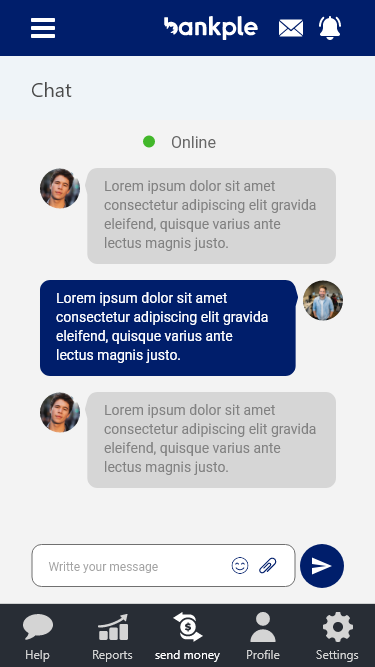 bankple
Chat
Online
Lorem ipsum dolor sit amet
consectetur adipiscing elit gravida
eleifend, quisque varius ante
lectus magnis justo.
Lorem ipsum dolor sit amet
consectetur adipiscing elit gravida
eleifend, quisque varius ante
lectus magnis justo.
Lorem ipsum dolor sit amet
consectetur adipiscing elit gravida
eleifend, quisque varius ante
lectus magnis justo.
Writte your message
$
Help Reports send money Profile Settings